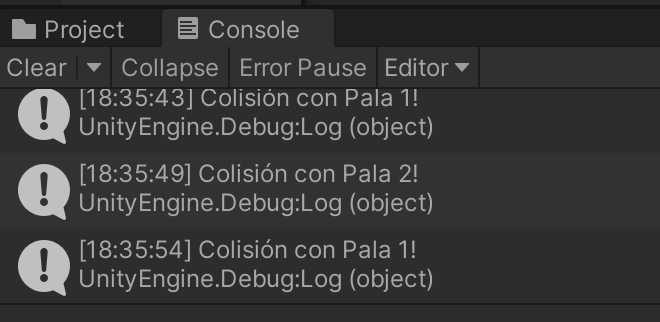 Project Console
Clear Collapse Error Pause Editor
[18:35:43] Colisión con Pala 1!
UnityEngine.Debug:Log (object)
[18:35:49] Colisión con Pala 2!
UnityEngine.Debug:Log (object)
[18:35:54] Colisión con Pala 1!
UnityEngine.Debug:Log (object)